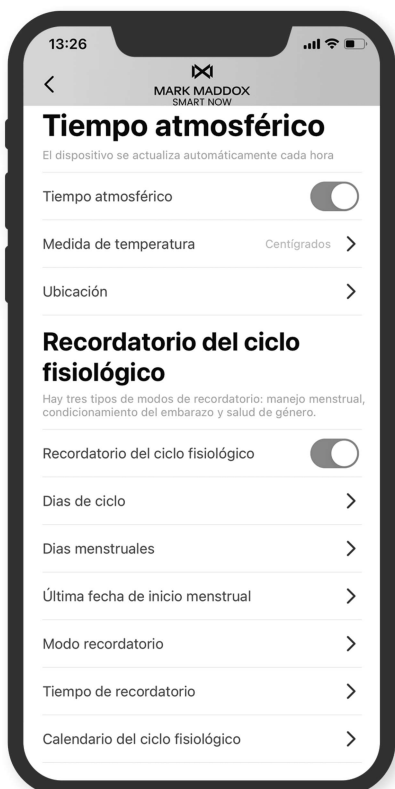 13:26
MARK MADDOX
SMART NOW
Tiempo atmosférico
El dispositivo se actualiza automáticamente cada hora
Tiempo atmosférico
Medida de temperatura Centígrados
Ubicación
Recordatorio del ciclo
fisiológico
Hay tres tipos de modos de recordatorio: manejo menstrual,
condicionamiento del embarazo y salud de género.
Recordatorio del ciclo fisiológico
Dias de ciclo
Dias menstruales
Última fecha de inicio menstrual
Modo recordatorio
Tiempo de recordatorio
Calendario del ciclo fisiológico